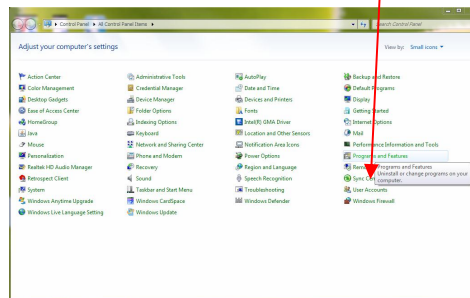 Control Panel ▸ All Control Panel Items ▸
Search Control Panel
Adjust your computer's settings
View by: Small icons
Action Center
Administrative Tools
AutoPlay
Backup and Restore
Color Management
Credential Manager
Date and Time
Default Programs
Desktop Gadgets
Device Manager
Devices and Printers
Display
Ease of Access Center
Folder Options
Fonts
Getting Started
HomeGroup
Indexing Options
Intel(R) GMA Driver
Internet Options
Java
Keyboard
Location and Other Sensors
Mail
Mouse
Network and Sharing Center
Notification Area Icons
Performance Information and Tools
Personalization
Phone and Modem
Power Options
Programs and Features
Realtek HD Audio Manager
Recovery
Region and Language
Programs and Features
Retrospect Client
Sound
Speech Recognition
Sync
Uninstall or change programs on your
computer.
System
Taskbar and Start Menu
Troubleshooting
User Accounts
Windows Anytime Upgrade
Windows CardSpace
Windows Defender
Windows Firewall
Windows Live Language Setting
Windows Update